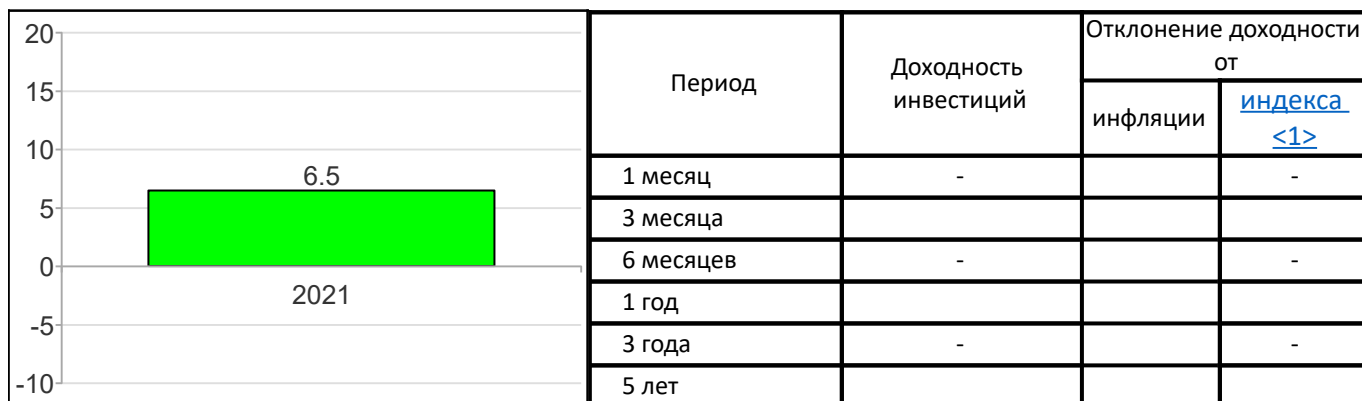 20
15
10
5
0
-5
-10
6.5
2021
Период
Доходность
инвестиций
Отклонение доходности
от
инфляции
индекса
<1>
1 месяц - -
3 месяца
6 месяцев - -
1 год
3 года - -
5 лет